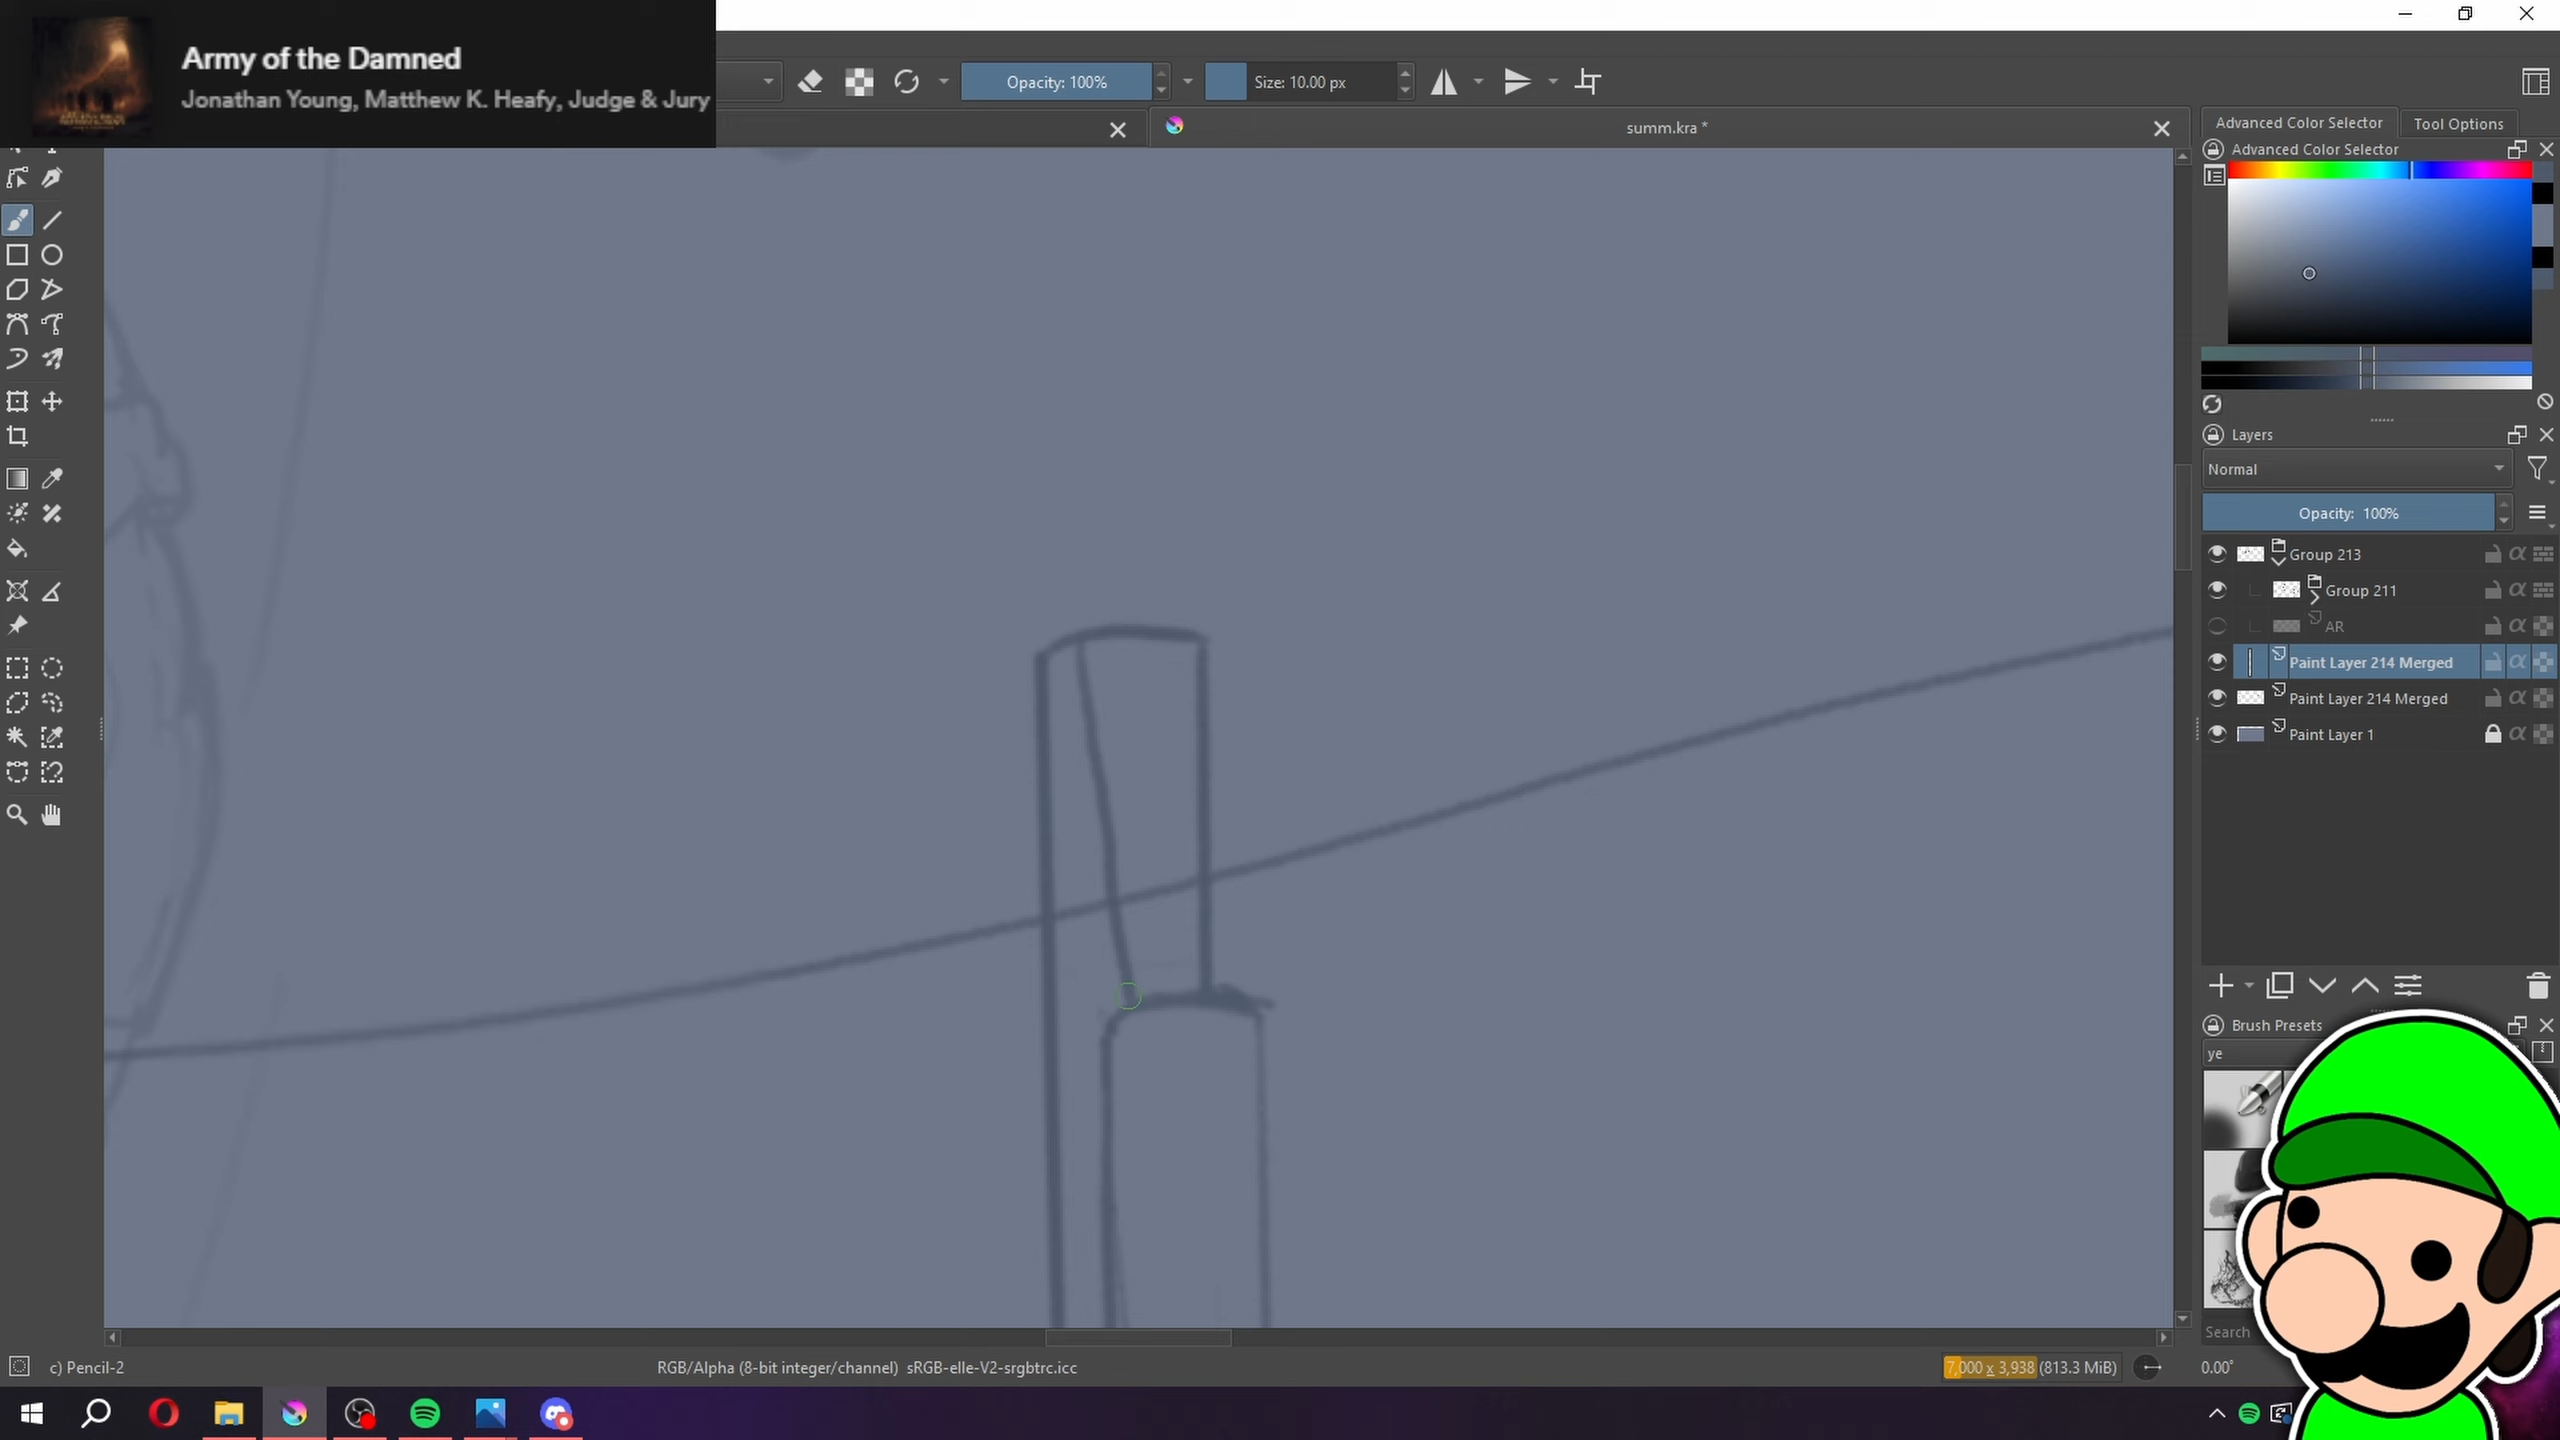 Army of the Damned
Jonathan Young, Matthew K. Heafy, Judge & Jury
Opacity: 100%
Size: 10.00 px
summ.kra *
Advanced Color Selector
Tool Options
Advanced Color Selector
Layers
Normal
Opacity: 100%
Group 213
Group 211
AR
Paint Layer 214 Merged
Paint Layer 214 Merged
Paint Layer 1
Brush Presets
ye
Search
c) Pencil-2
RGB/Alpha (8-bit integer/channel) sRGB-elle-V2-srgbtrc.icc
7,000 x 3,938 (813.3 MiB)
0.00°